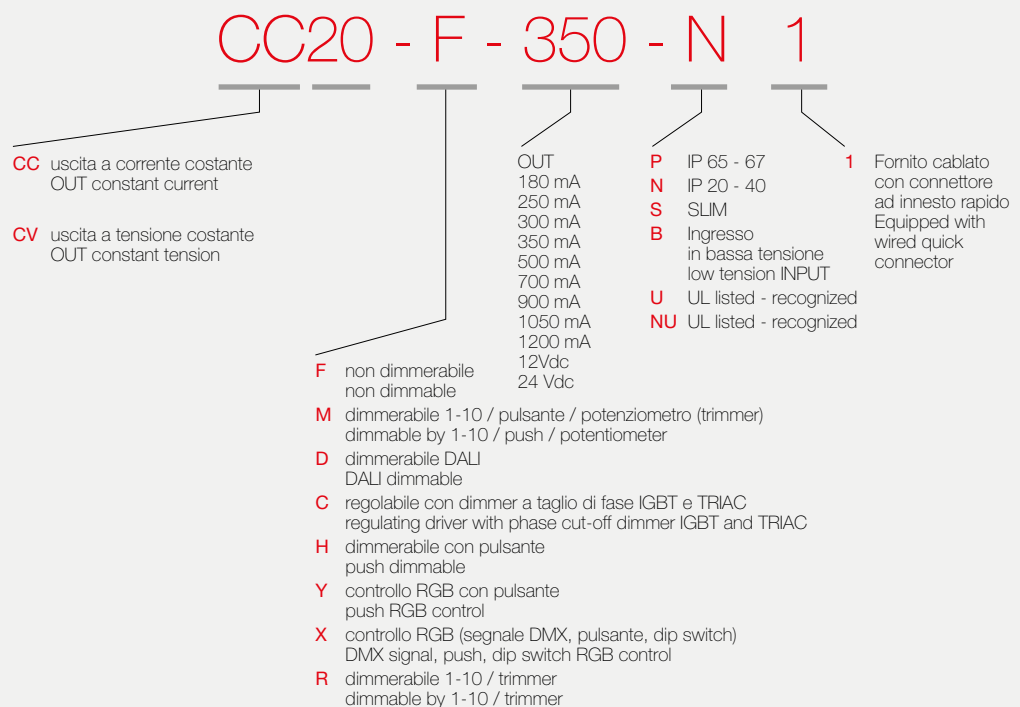 CC20 - F - 350 - N 1
CC uscita a corrente costante
OUT constant current
CV uscita a tensione costante
OUT constant tension
OUT
180 mA
250 mA
300 mA
350 mA
500 mA
700 mA
900 mA
1050 mA
1200 mA
12Vdc
24 Vdc
P IP 65 - 67
N IP 20 - 40
S SLIM
B Ingresso
in bassa tensione
low tension INPUT
U UL listed - recognized
NU UL listed - recognized
1 Fornito cablato
con connettore
ad innesto rapido
Equipped with
wired quick
connector
F non dimmerabile
non dimmable
M dimmerabile 1-10 / pulsante / potenziometro (trimmer)
dimmable by 1-10 / push / potentiometer
D dimmerabile DALI
DALI dimmable
C regolabile con dimmer a taglio di fase IGBT e TRIAC
regulating driver with phase cut-off dimmer IGBT and TRIAC
H dimmerabile con pulsante
push dimmable
Y controllo RGB con pulsante
push RGB control
X controllo RGB (segnale DMX, pulsante, dip switch)
DMX signal, push, dip switch RGB control
R dimmerabile 1-10 / trimmer
dimmable by 1-10 / trimmer